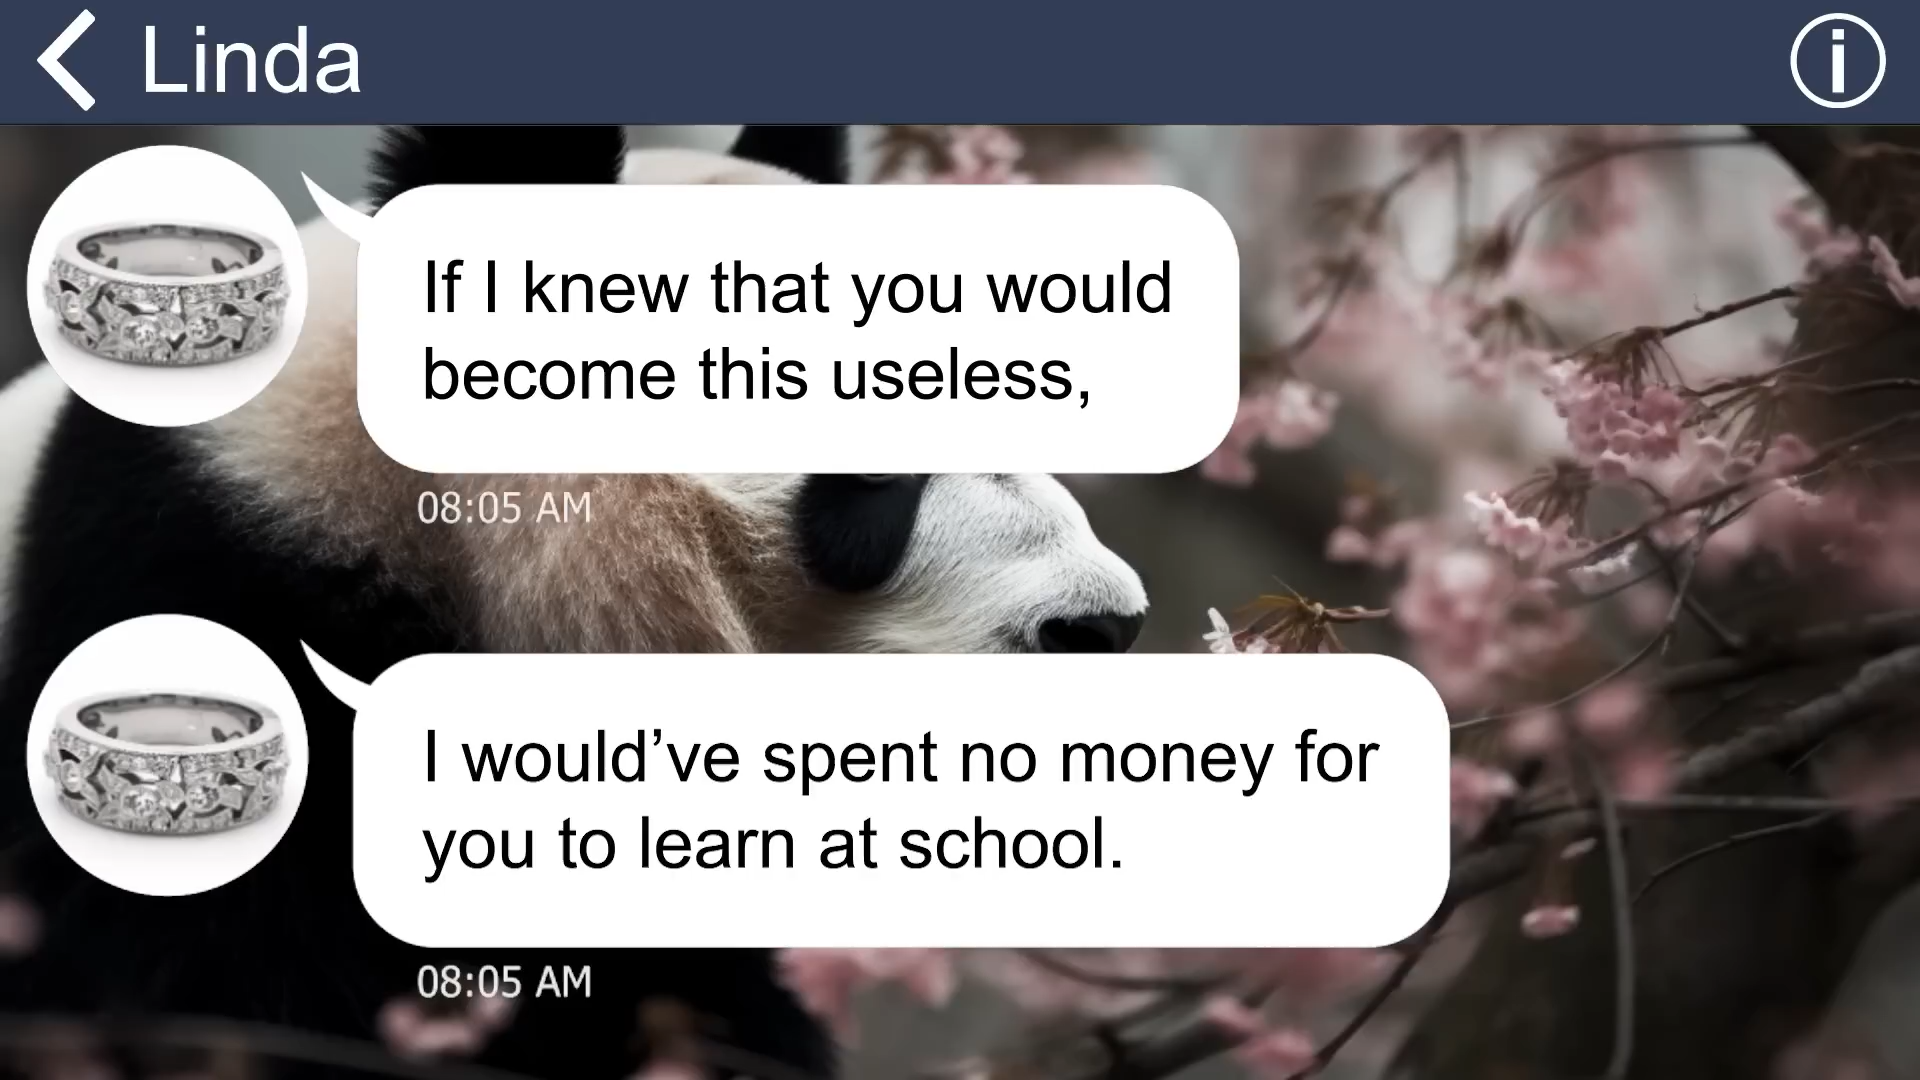 Linda
If I knew that you would
become this useless,
08:05 AM
I would’ve spent no money for
you to learn at school.
08:05 AM